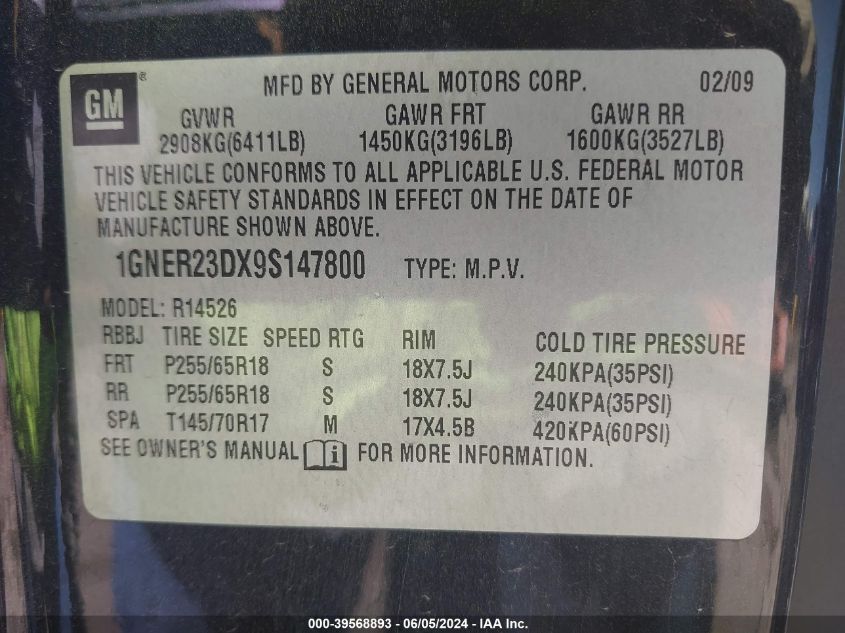 GM ® MFD BY GENERAL MOTORS CORP. 02/09
GVWR GAWR FRT GAWR RR
2908KG(6411LB) 1450KG(3196LB) 1600KG(3527LB)
THIS VEHICLE CONFORMS TO ALL APPLICABLE U.S. FEDERAL MOTOR
VEHICLE SAFETY STANDARDS IN EFFECT ON THE DATE OF
MANUFACTURE SHOWN ABOVE.
1GNER23DX9S147800 TYPE: M.P.V.
MODEL: R14526
RBBJ TIRE SIZE SPEED RTG RIM COLD TIRE PRESSURE
FRT P255/65R18 S 18X7.5J 240KPA(35PSI)
RR P255/65R18 S 18X7.5J 240KPA(35PSI)
SPA T145/70R17 M 17X4.5B 420KPA(60PSI)
SEE OWNER'S MANUAL i FOR MORE INFORMATION.
000-39568893 - 06/05/2024 - IAA Inc.